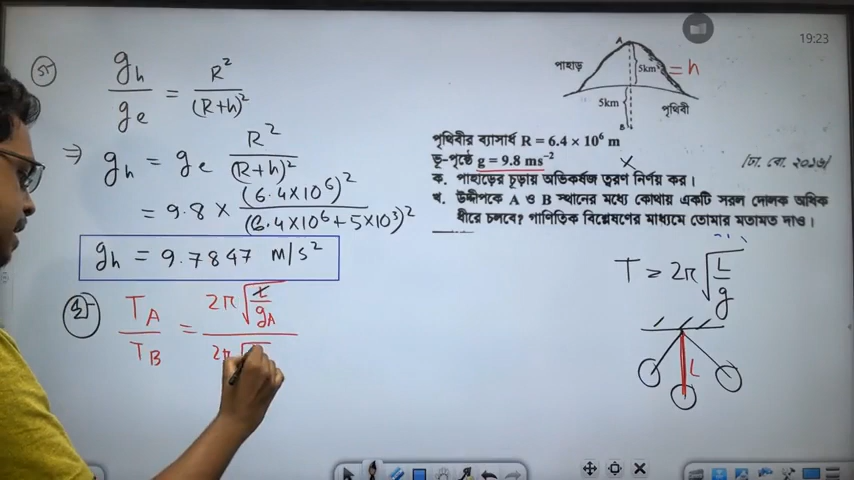 19:23
A
পাহাড়
5km
= h
5km
পৃথিবী
B
পৃথিবীর ব্যাসার্ধ R = 6.4 × 10⁶ m
ভূ-পৃষ্ঠে g = 9.8 ms⁻²
[ঢা. বো. ২০১৬]
ক. পাহাড়ের চূড়ায় অভিকর্ষজ ত্বরণ নির্ণয় কর।
খ. উদ্দীপকে A ও B স্থানের মধ্যে কোথায় একটি সরল দোলক অধিক
ধীরে চলবে? গাণিতিক বিশ্লেষণের মাধ্যমে তোমার মতামত দাও।
g_h/g_e = R²/(R+h)²
⇒ g_h = g_e R²/(R+h)²
= 9.8 × (6.4×10⁶)²/(6.4×10⁶+5×10³)²
g_h = 9.7847 m/s²
T_A/T_B = 2π√(L/g_A)/2π√
T = 2π√(L/g)
L